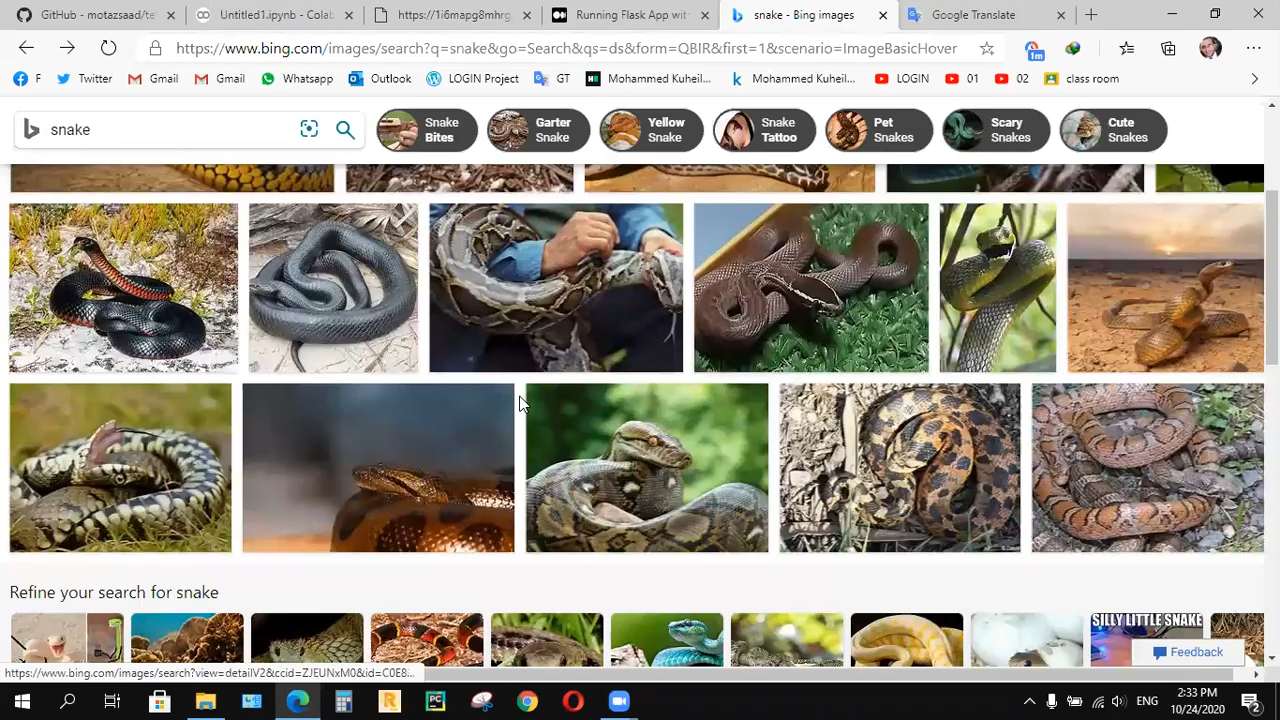 GitHub - motazsaad/te
Untitled1.ipynb - Colab
https://1i6mapg8mhrg
Running Flask App with
snake - Bing images
Google Translate
https://www.bing.com/images/search?q=snake&go=Search&qs=ds&form=QBIR&first=1&scenario=ImageBasicHover
1m
F
Twitter
Gmail
Gmail
Whatsapp
Outlook
LOGIN Project
GT
Mohammed Kuheil...
Mohammed Kuheil...
LOGIN
01
02
class room
snake
Snake
Bites
Garter
Snake
Yellow
Snake
Snake
Tattoo
Pet
Snakes
Scary
Snakes
Cute
Snakes
Refine your search for snake
SILLY LITTLE SNAKE
Feedback
https://www.bing.com/images/search?view=detailV2&ccid=ZJEUNxM0&id=C0E8...
ENG
2:33 PM
10/24/2020
2